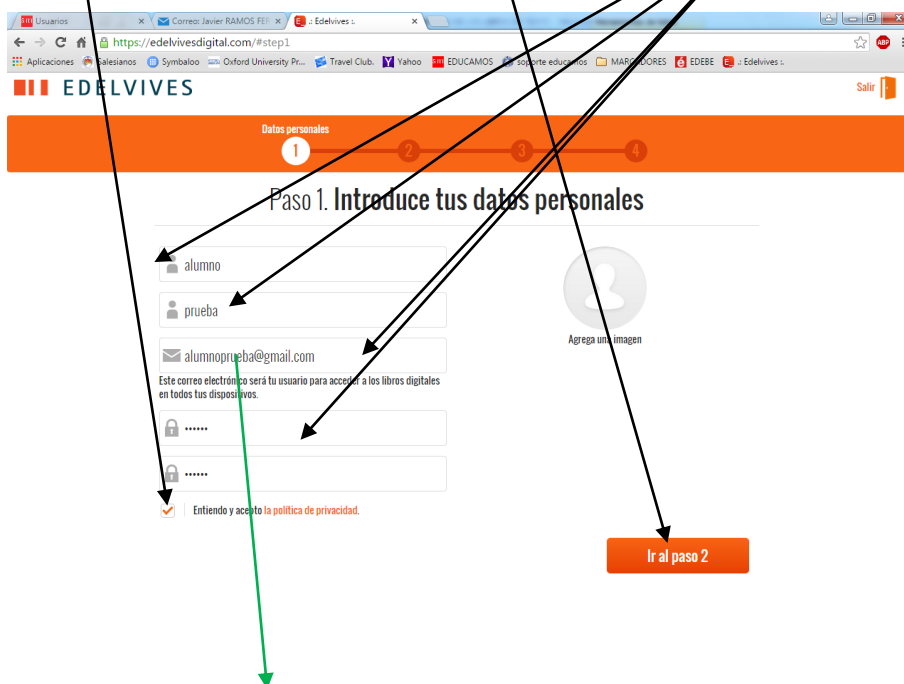 Usuarios
Correo: Javier RAMOS FER
.: Edelvives :.
https://edelvivesdigital.com/#step1
ABP
Aplicaciones
Salesianos
Symbaloo
Oxford University Pr...
Travel Club.
Yahoo
EDUCAMOS
soporte educamos
MARCADORES
EDEBE
.: Edelvives :.
EDELVIVES
Salir
Datos personales
1
2
3
4
Paso 1. Introduce tus datos personales
alumno
prueba
alumnoprueba@gmail.com
Agrega una imagen
Este correo electrónico será tu usuario para acceder a los libros digitales
en todos tus dispositivos.
••••••
••••••
Entiendo y acepto la política de privacidad.
Ir al paso 2